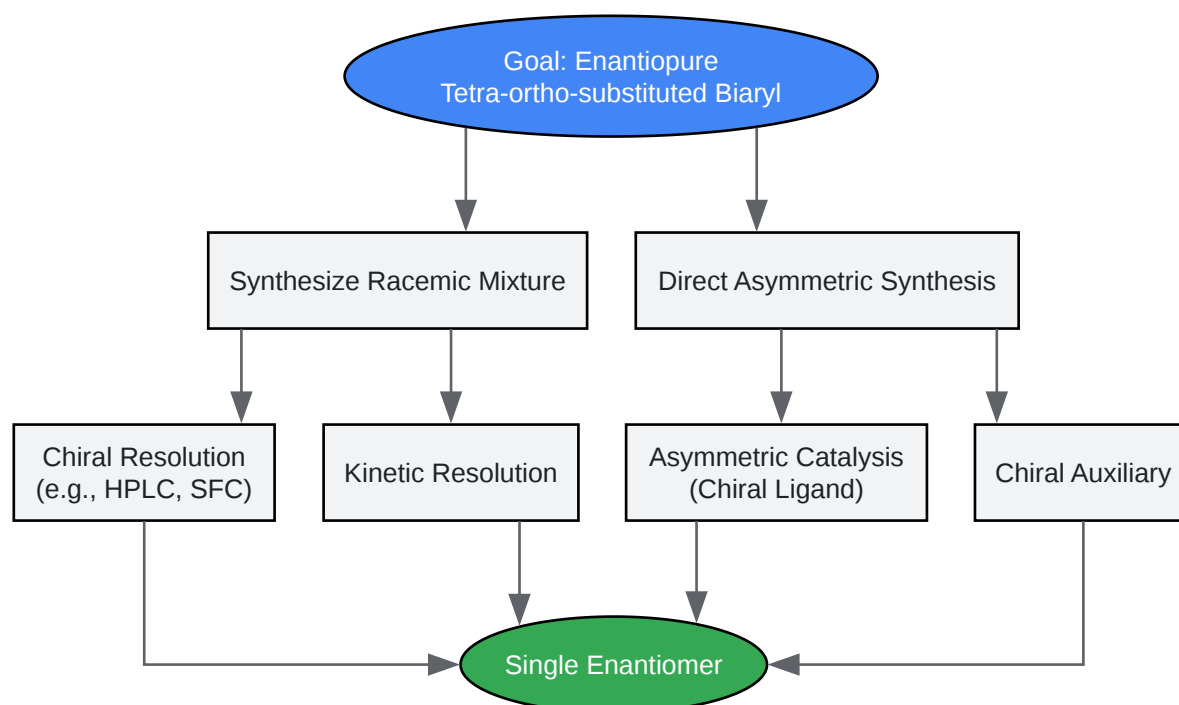 Goal: Enantiopure
Tetra-ortho-substituted Biaryl
Synthesize Racemic Mixture
Direct Asymmetric Synthesis
Chiral Resolution
(e.g., HPLC, SFC)
Kinetic Resolution
Asymmetric Catalysis
(Chiral Ligand)
Chiral Auxiliary
Single Enantiomer